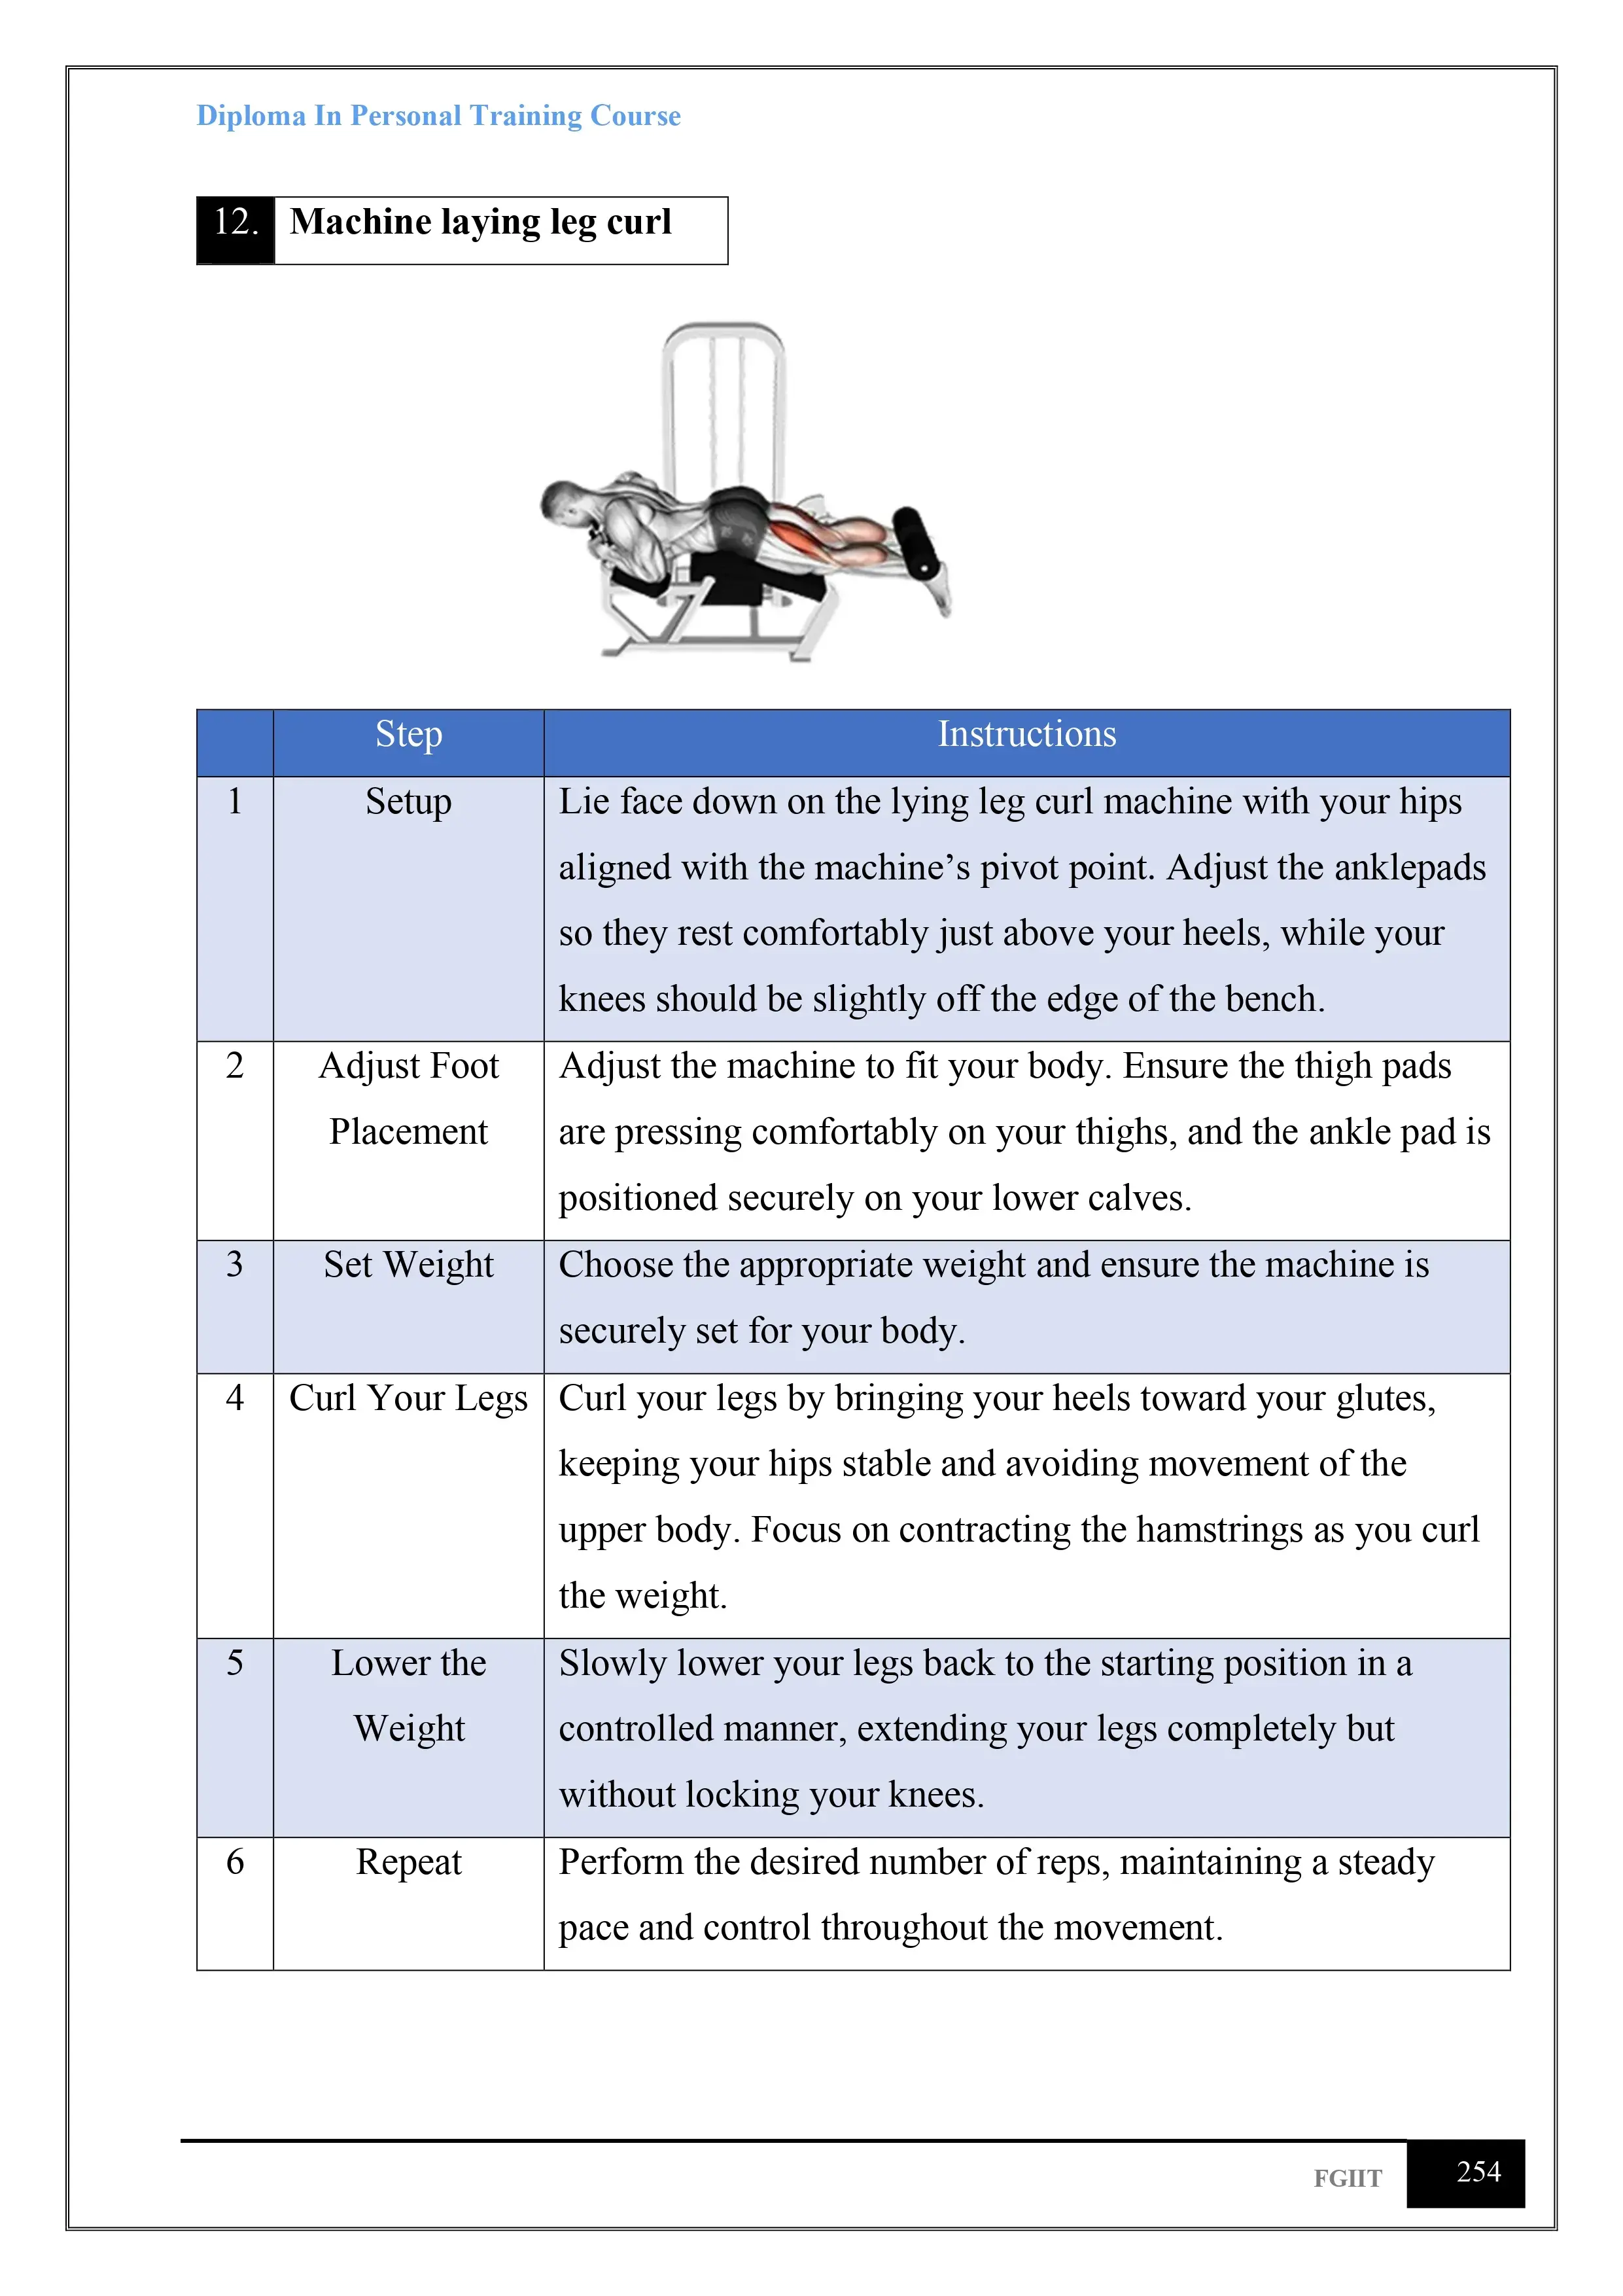 Diploma In Personal Training Course
12. Machine laying leg curl
Step Instructions
1 Setup Lie face down on the lying leg curl machine with your hips
aligned with the machine’s pivot point. Adjust the anklepads
so they rest comfortably just above your heels, while your
knees should be slightly off the edge of the bench.
2 Adjust Foot Adjust the machine to fit your body. Ensure the thigh pads
Placement are pressing comfortably on your thighs, and the ankle pad is
positioned securely on your lower calves.
3 Set Weight Choose the appropriate weight and ensure the machine is
securely set for your body.
4 Curl Your Legs Curl your legs by bringing your heels toward your glutes,
keeping your hips stable and avoiding movement of the
upper body. Focus on contracting the hamstrings as you curl
the weight.
5 Lower the Slowly lower your legs back to the starting position in a
Weight controlled manner, extending your legs completely but
without locking your knees.
6 Repeat Perform the desired number of reps, maintaining a steady
pace and control throughout the movement.
FGIIT 254